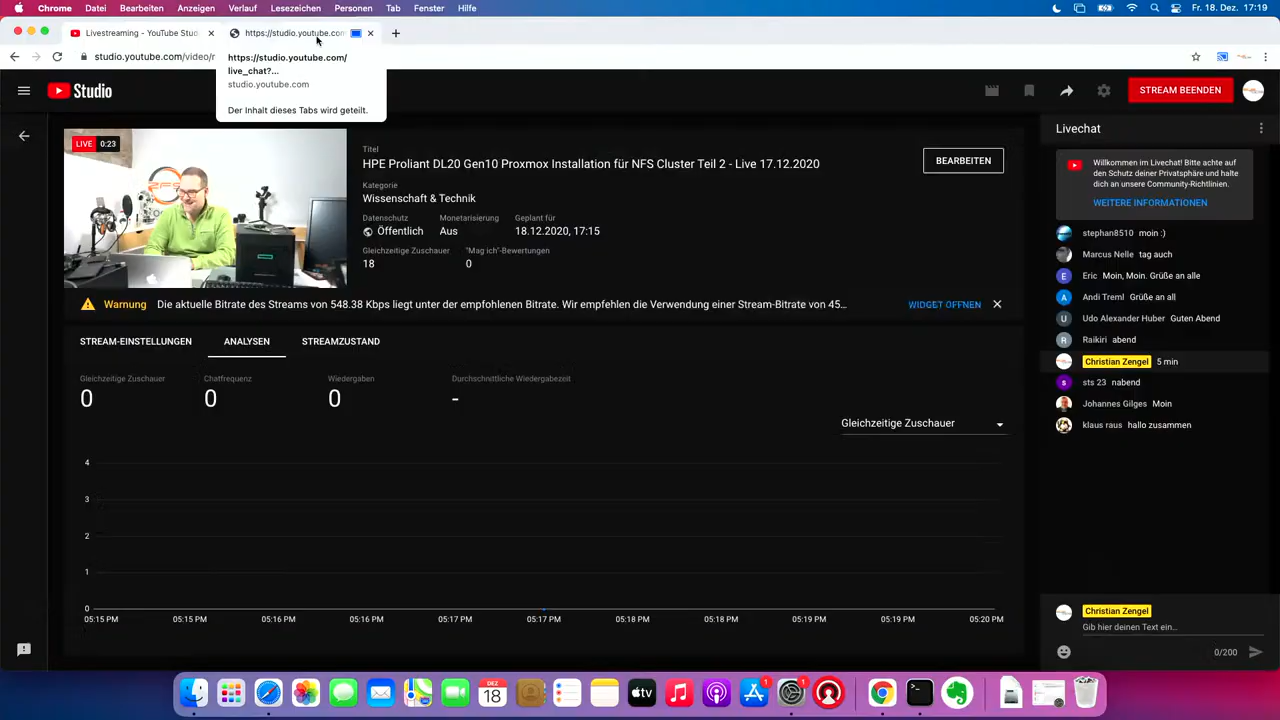 Chrome Datei Bearbeiten Anzeigen Verlauf Lesezeichen Personen Tab Fenster Hilfe
Fr. 18. Dez. 17:19
Livestreaming - YouTube Stud
https://studio.youtube.com
studio.youtube.com/video/
https://studio.youtube.com/
live_chat?...
studio.youtube.com
Der Inhalt dieses Tabs wird geteilt.
Studio
STREAM BEENDEN
LIVE 0:23
Titel
HPE Proliant DL20 Gen10 Proxmox Installation für NFS Cluster Teil 2 - Live 17.12.2020
BEARBEITEN
Kategorie
Wissenschaft & Technik
Datenschutz Monetarisierung Geplant für
Öffentlich Aus 18.12.2020, 17:15
Gleichzeitige Zuschauer "Mag ich"-Bewertungen
18 0
Warnung Die aktuelle Bitrate des Streams von 548.38 Kbps liegt unter der empfohlenen Bitrate. Wir empfehlen die Verwendung einer Stream-Bitrate von 45...
WIDGET ÖFFNEN
STREAM-EINSTELLUNGEN ANALYSEN STREAMZUSTAND
Gleichzeitige Zuschauer Chatfrequenz Wiedergaben Durchschnittliche Wiedergabezeit
0 0 0 -
Gleichzeitige Zuschauer
4
3
2
1
0
05:15 PM 05:15 PM 05:16 PM 05:16 PM 05:17 PM 05:17 PM 05:18 PM 05:18 PM 05:19 PM 05:19 PM 05:20 PM
Livechat
Willkommen im Livechat! Bitte achte auf
den Schutz deiner Privatsphäre und halte
dich an unsere Community-Richtlinien.
WEITERE INFORMATIONEN
stephan8510 moin :)
Marcus Nelle tag auch
E Eric Moin, Moin. Grüße an alle
A Andi Treml Grüße an all
U Udo Alexander Huber Guten Abend
R Raikiri abend
Christian Zengel 5 min
s sts 23 nabend
Johannes Gilges Moin
klaus raus hallo zusammen
Christian Zengel
Gib hier deinen Text ein...
0/200
DEZ
18
tv
1
1